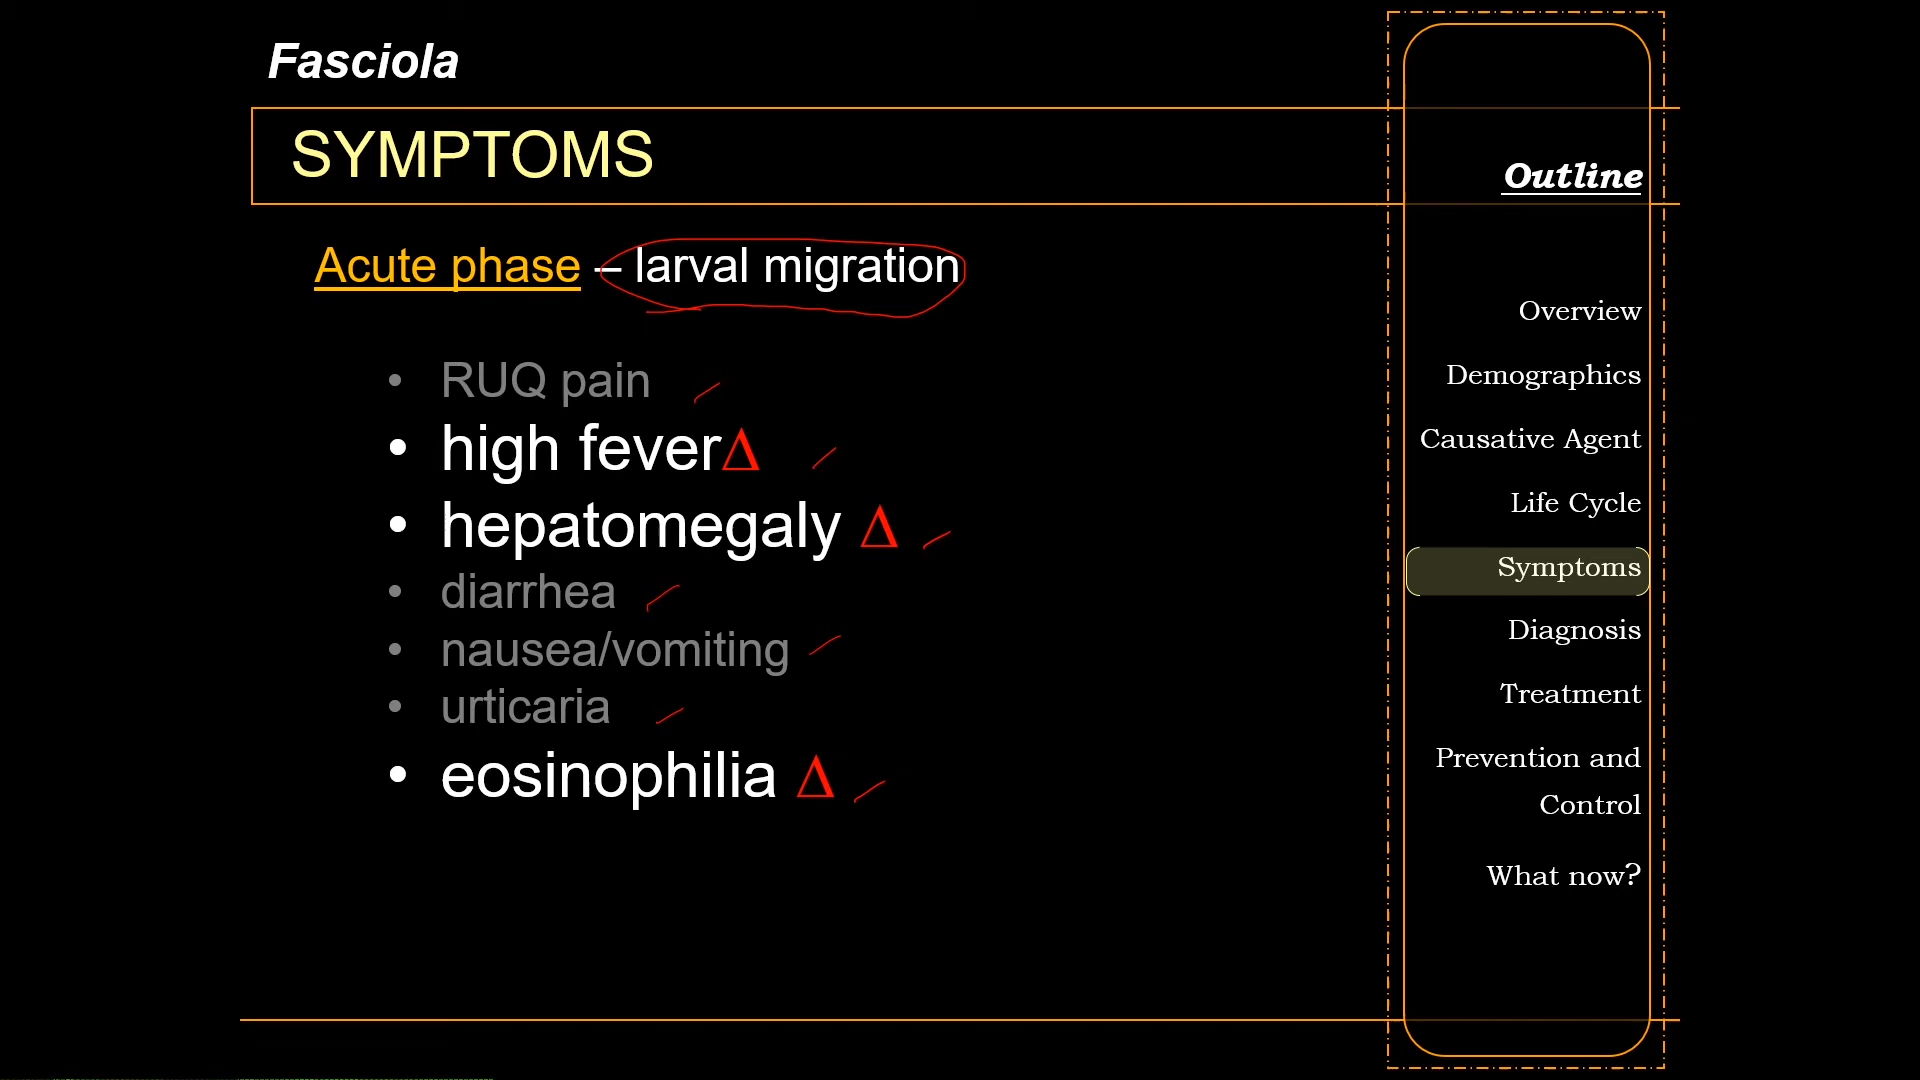 Fasciola
SYMPTOMS
Acute phase – larval migration
• RUQ pain
• high feverΔ
• hepatomegaly Δ
• diarrhea
• nausea/vomiting
• urticaria
• eosinophilia Δ
Outline
Overview
Demographics
Causative Agent
Life Cycle
Symptoms
Diagnosis
Treatment
Prevention and
Control
What now?